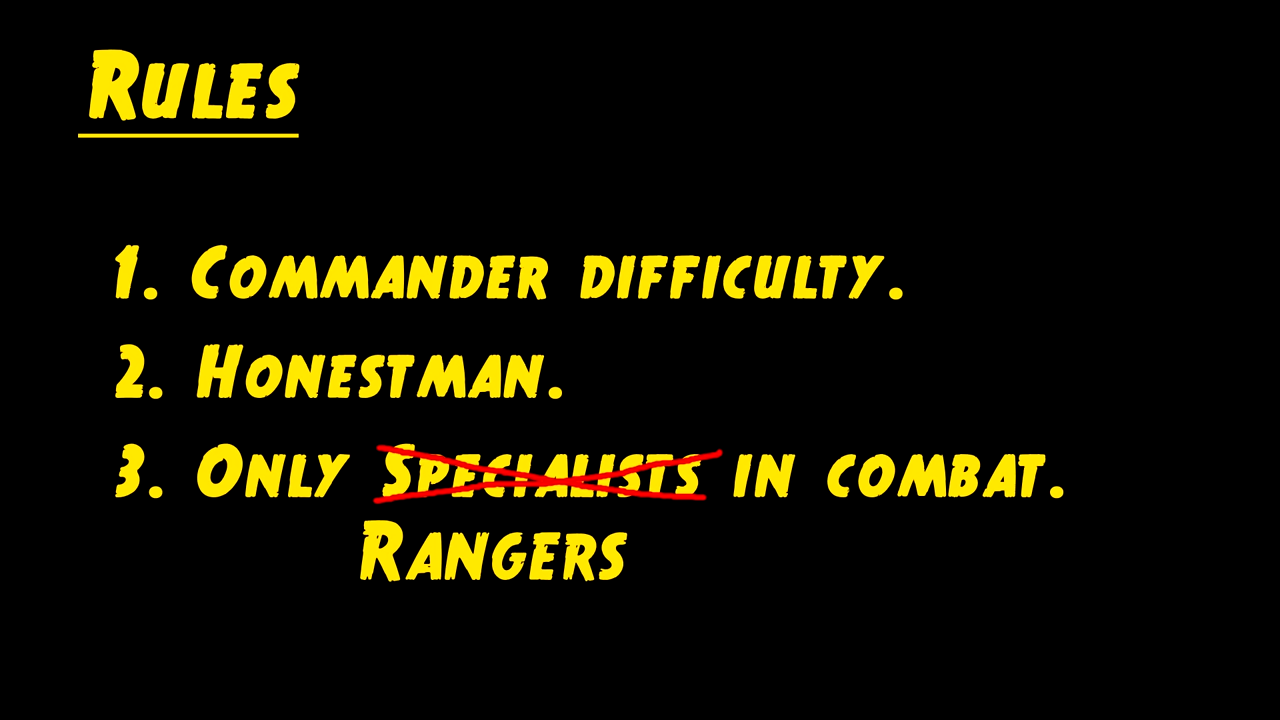 Rules
1. Commander difficulty.
2. Honestman.
3. Only Specialists in combat.
Rangers